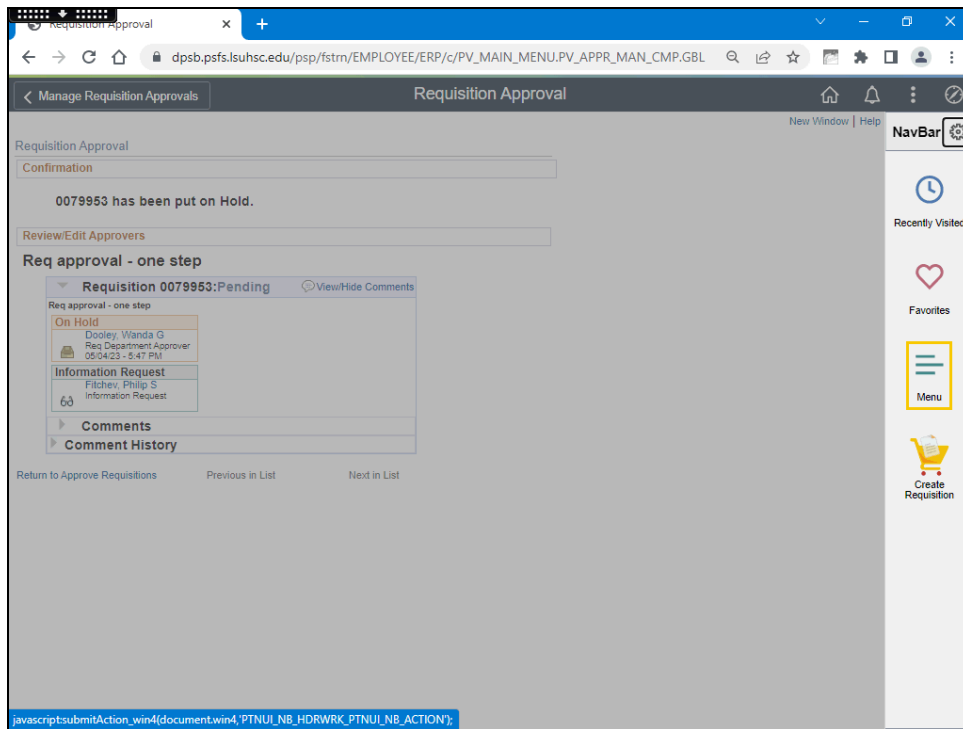 Requisition Approval
dpsb.psfs.lsuhsc.edu/psp/fstrn/EMPLOYEE/ERP/c/PV_MAIN_MENU.PV_APPR_MAN_CMP.GBL
Manage Requisition Approvals
Requisition Approval
New Window | Help
NavBar
Requisition Approval
Confirmation
0079953 has been put on Hold.
Review/Edit Approvers
Req approval - one step
Requisition 0079953:Pending
View/Hide Comments
Req approval - one step
On Hold
Dooley, Wanda G
Req Department Approver
05/04/23 - 5:47 PM
Information Request
Fitchev, Philip S
Information Request
Comments
Comment History
Return to Approve Requisitions
Previous in List
Next in List
Recently Visited
Favorites
Menu
Create
Requisition
javascript:submitAction_win4(document.win4,'PTNUI_NB_HDRWRK_PTNUI_NB_ACTION');